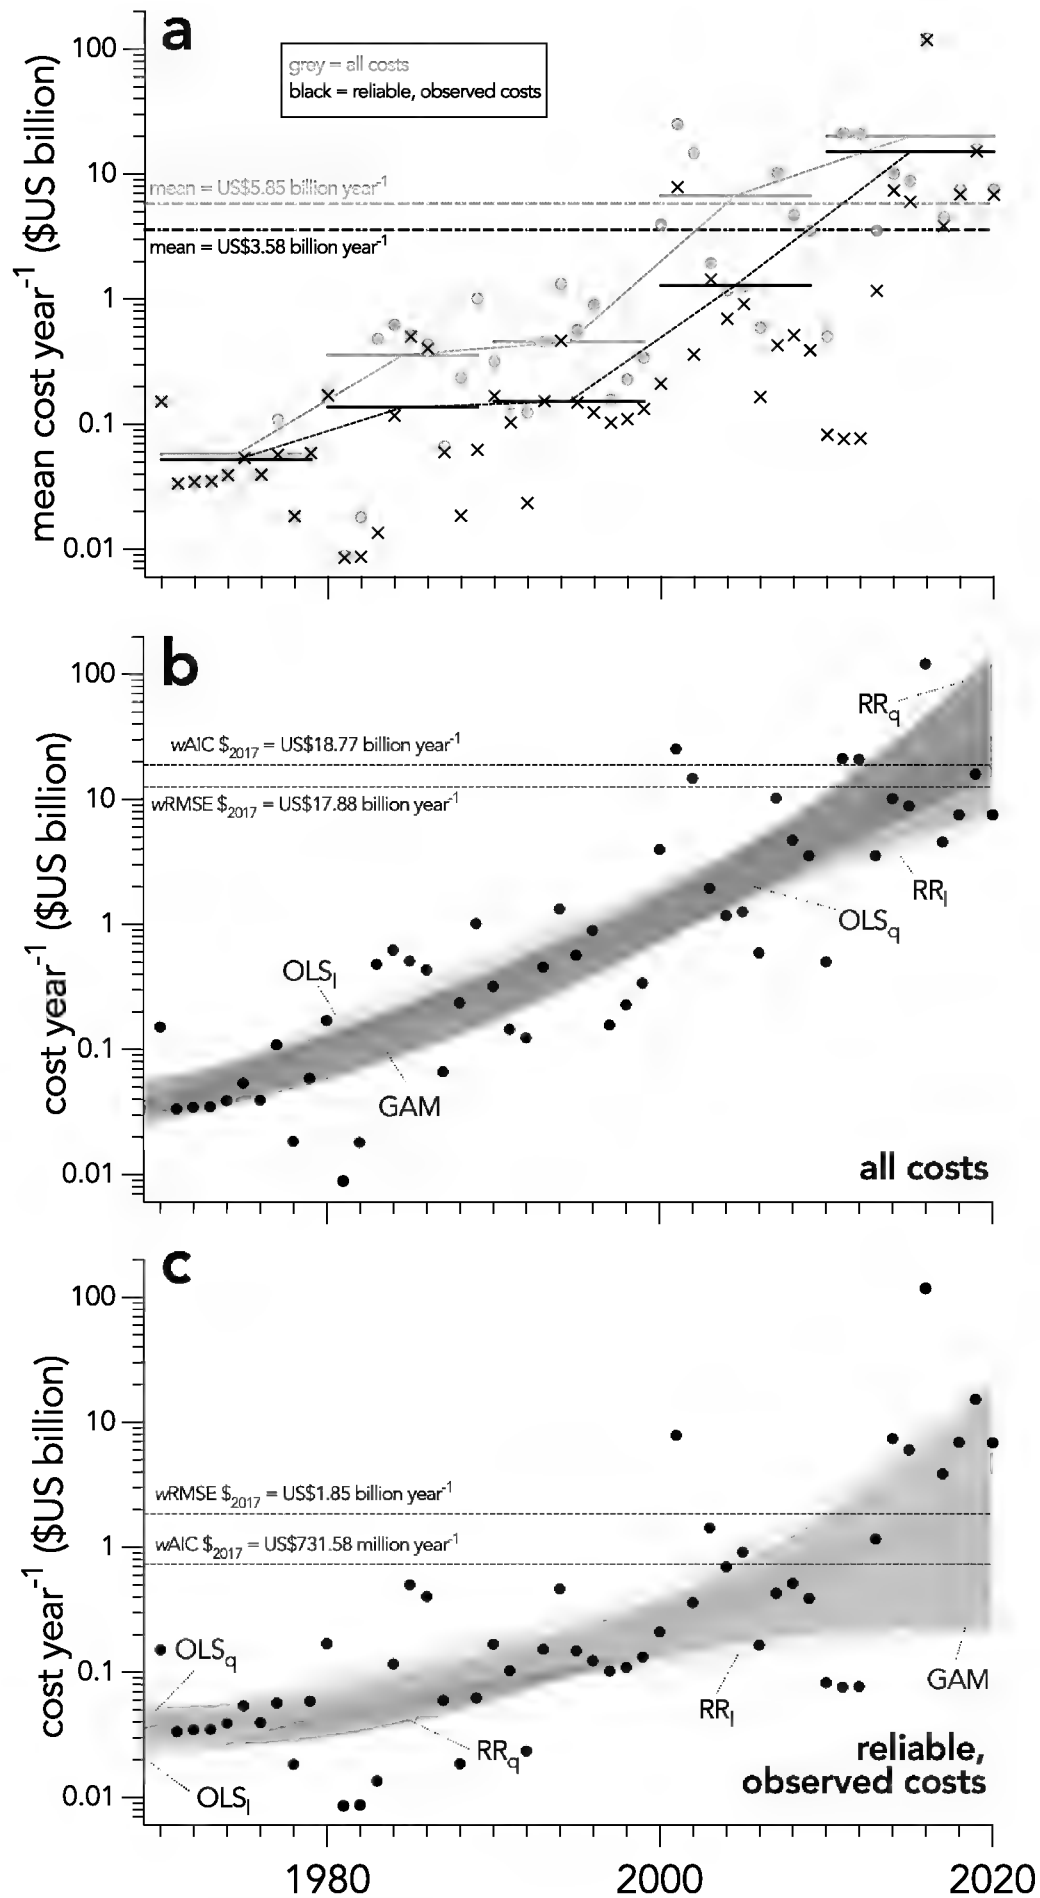 a
grey = all costs
black = reliable, observed costs
mean = US$5.85 billion year-1
mean = US$3.58 billion year-1
mean cost year-1 ($US billion)
100
10
1
0.1
0.01
b
wAIC $2017 = US$18.77 billion year-1
wRMSE $2017 = US$17.88 billion year-1
RRq
RRl
OLSq
OLSl
GAM
all costs
cost year-1 ($US billion)
100
10
1
0.1
0.01
c
wRMSE $2017 = US$1.85 billion year-1
wAIC $2017 = US$731.58 million year-1
OLSq
OLSl
RRq
RRl
GAM
reliable,
observed costs
cost year-1 ($US billion)
100
10
1
0.1
0.01
1980
2000
2020